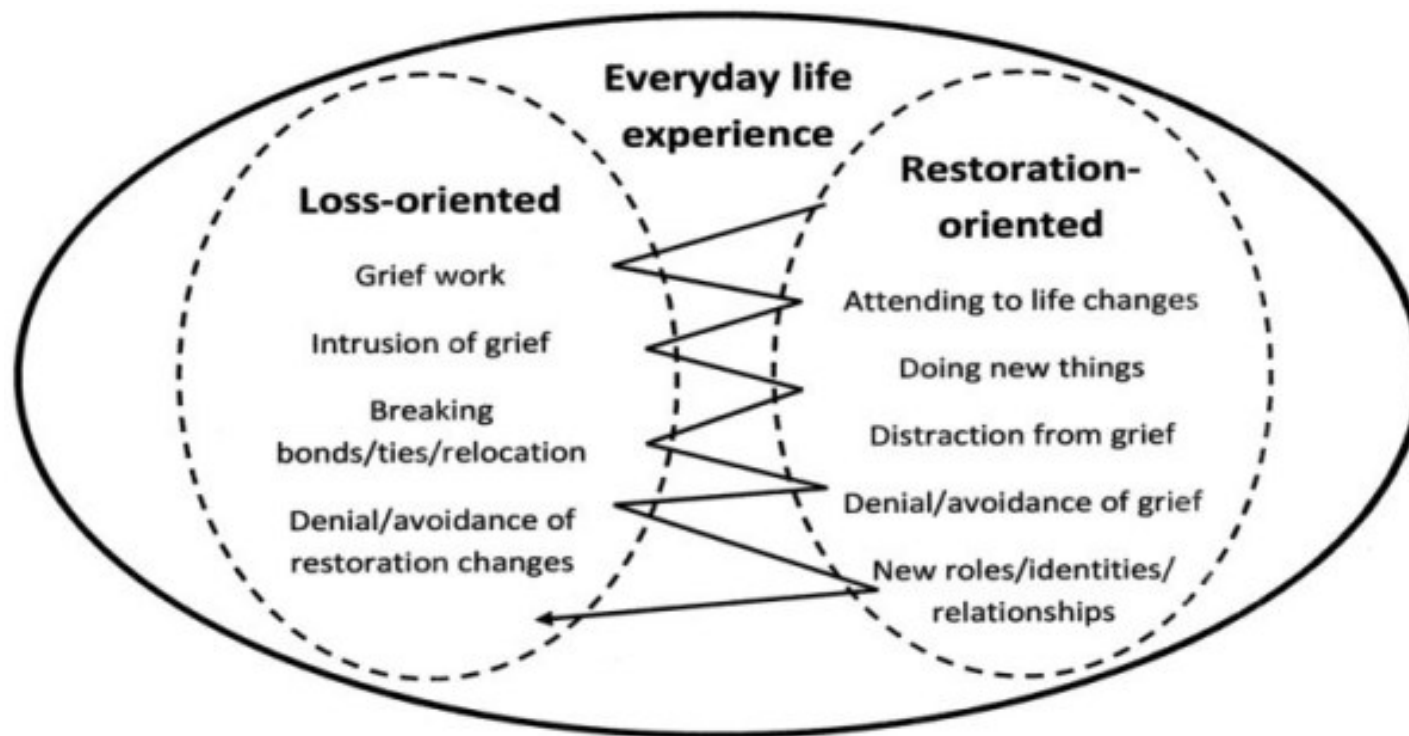 Everyday life
experience
Loss-oriented
Grief work
Intrusion of grief
Breaking
bonds/ties/relocation
Denial/avoidance of
restoration changes
Restoration-
oriented
Attending to life changes
Doing new things
Distraction from grief
Denial/avoidance of grief
New roles/identities/
relationships